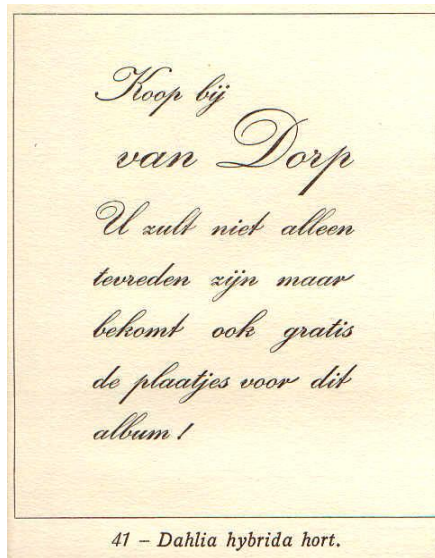 Koop bij
van Dorp
U zult niet alleen
tevreden zijn maar
bekomt ook gratis
de plaatjes voor dit
album !
41 – Dahlia hybrida hort.